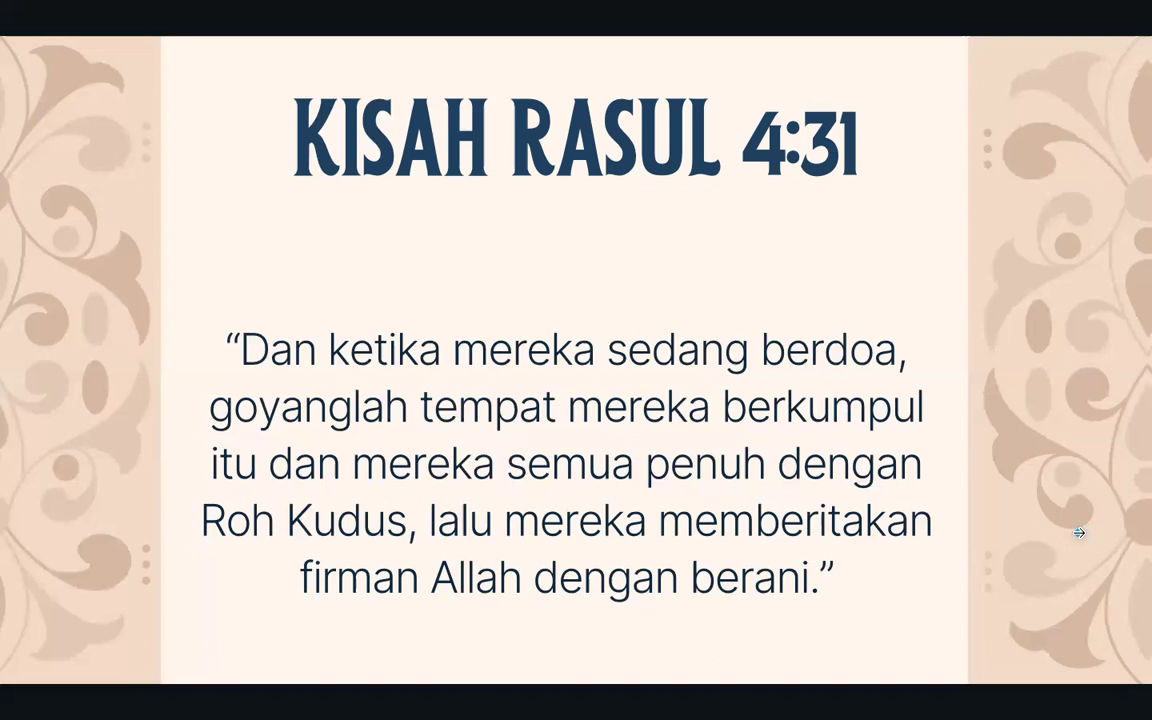 KISAH RASUL 4:31
“Dan ketika mereka sedang berdoa,
goyanglah tempat mereka berkumpul
itu dan mereka semua penuh dengan
Roh Kudus, lalu mereka memberitakan
firman Allah dengan berani.”